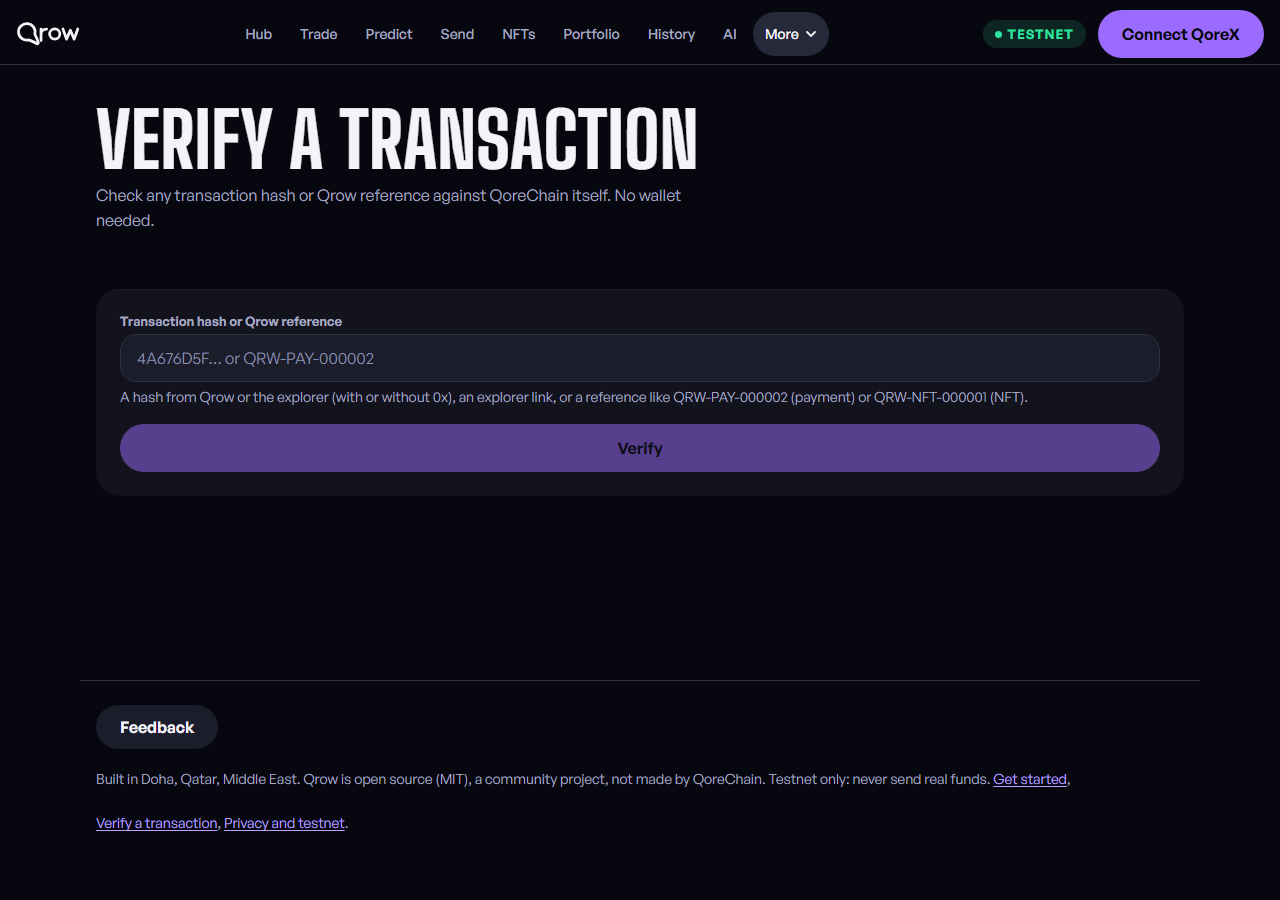 Qrow
Hub
Trade
Predict
Send
NFTs
Portfolio
History
AI
More
TESTNET
Connect QoreX
VERIFY A TRANSACTION
Check any transaction hash or Qrow reference against QoreChain itself. No wallet
needed.
Transaction hash or Qrow reference
4A676D5F… or QRW-PAY-000002
A hash from Qrow or the explorer (with or without 0x), an explorer link, or a reference like QRW-PAY-000002 (payment) or QRW-NFT-000001 (NFT).
Verify
Feedback
Built in Doha, Qatar, Middle East. Qrow is open source (MIT), a community project, not made by QoreChain. Testnet only: never send real funds. Get started,
Verify a transaction, Privacy and testnet.